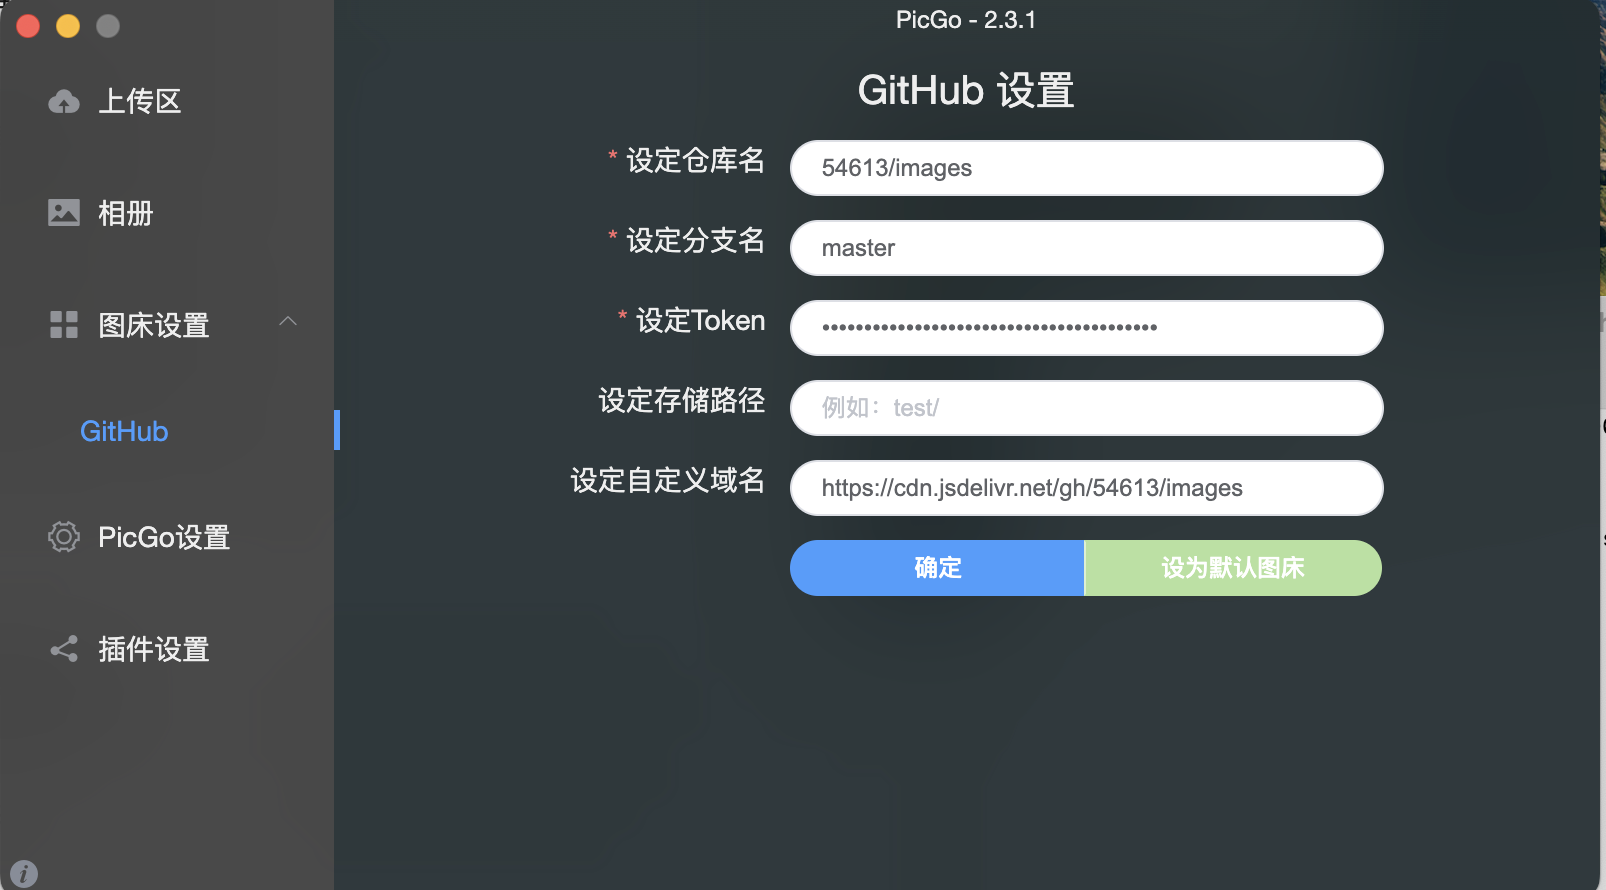 PicGo - 2.3.1
上传区
相册
图床设置
GitHub
PicGo设置
插件设置
GitHub 设置
* 设定仓库名
54613/images
* 设定分支名
master
* 设定Token
••••••••••••••••••••••••••••••••••••••••
设定存储路径
例如：test/
设定自定义域名
https://cdn.jsdelivr.net/gh/54613/images
确定
设为默认图床